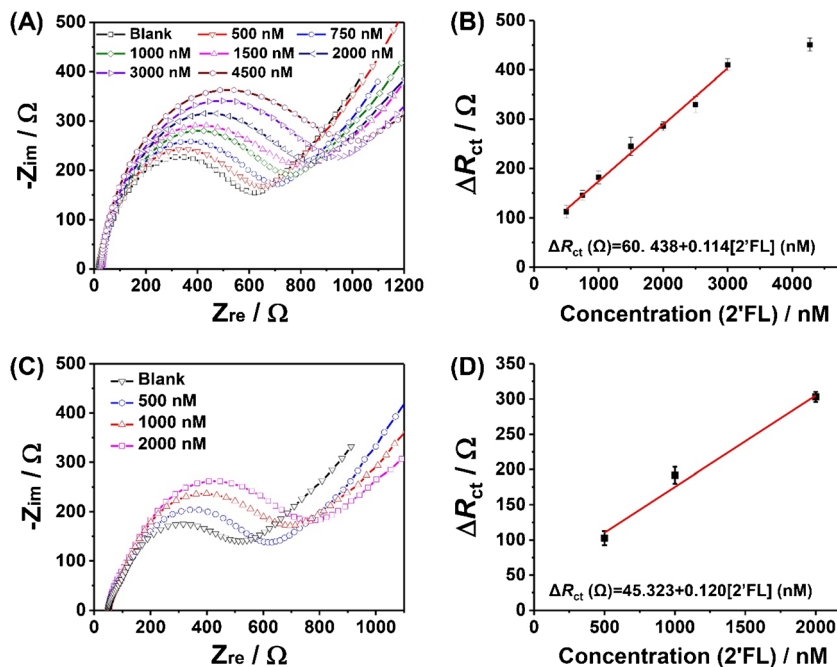 (A)
Blank 500 nM 750 nM
1000 nM 1500 nM 2000 nM
3000 nM 4500 nM
500
400
300
200
100
0
-Zim / Ω
0 200 400 600 800 1000 1200
Zre / Ω
(B)
500
400
300
200
100
0
ΔRct / Ω
ΔRct (Ω)=60. 438+0.114[2'FL] (nM)
0 1000 2000 3000 4000
Concentration (2'FL) / nM
(C)
Blank
500 nM
1000 nM
2000 nM
500
400
300
200
100
0
-Zim / Ω
0 200 400 600 800 1000
Zre / Ω
(D)
350
300
250
200
150
100
50
0
ΔRct / Ω
ΔRct (Ω)=45.323+0.120[2'FL] (nM)
500 1000 1500 2000
Concentration (2'FL) / nM